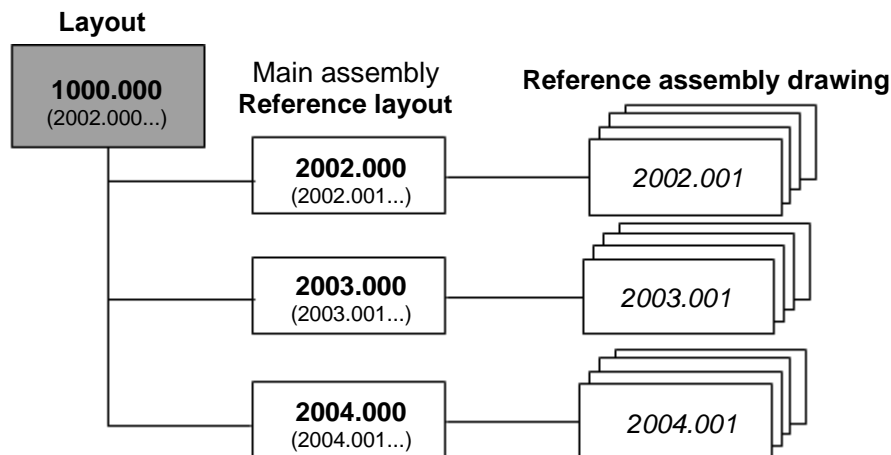 Layout
1000.000
(2002.000...)
Main assembly
Reference layout
Reference assembly drawing
2002.000
(2002.001...)
2002.001
2003.000
(2003.001...)
2003.001
2004.000
(2004.001...)
2004.001